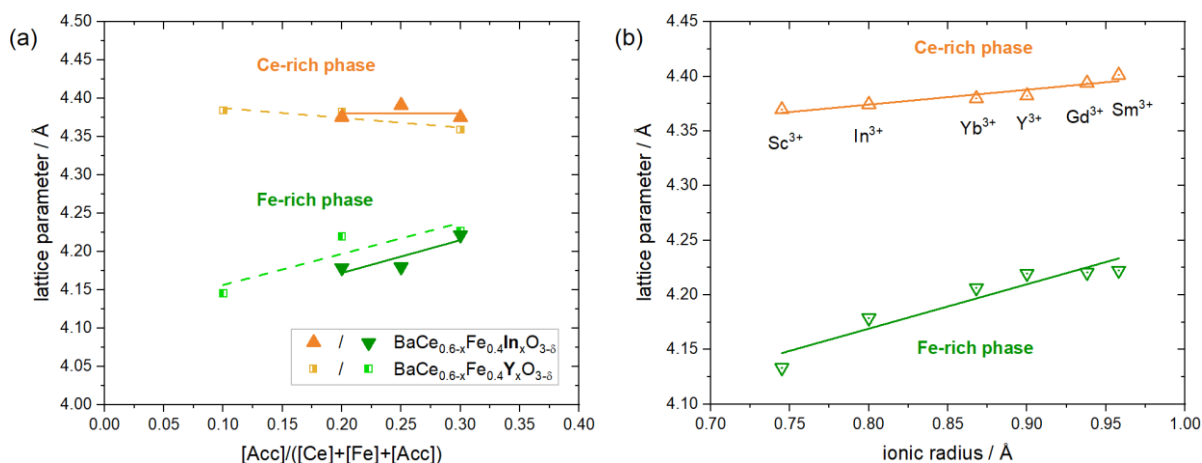 (a)
4.50
4.45
4.40
4.35
4.30
4.25
4.20
4.15
4.10
4.05
4.00
lattice parameter / Å
Ce-rich phase
Fe-rich phase
/ BaCe0.6-xFe0.4InxO3-δ
/ BaCe0.6-xFe0.4YxO3-δ
0.00 0.05 0.10 0.15 0.20 0.25 0.30 0.35 0.40
[Acc]/([Ce]+[Fe]+[Acc])
(b)
4.45
4.40
4.35
4.30
4.25
4.20
4.15
4.10
lattice parameter / Å
Ce-rich phase
Sc3+ In3+ Yb3+ Y3+ Gd3+ Sm3+
Fe-rich phase
0.70 0.75 0.80 0.85 0.90 0.95 1.00
ionic radius / Å